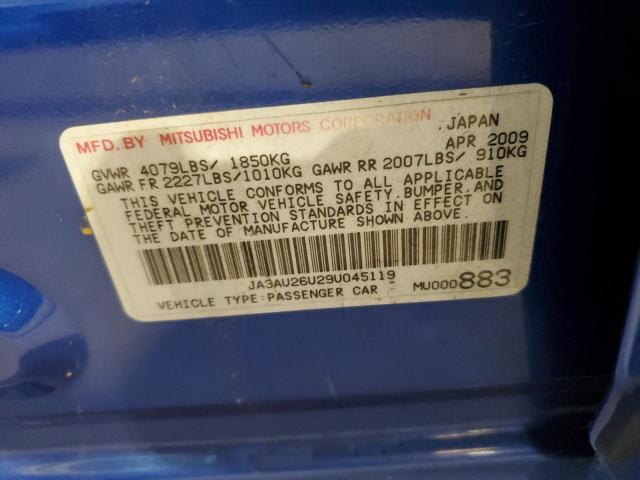 MFD.BY MITSUBISHI MOTORS CORPORATION, JAPAN
GVWR 4079LBS/ 1850KG APR 2009
GAWR FR 2227LBS/1010KG GAWR RR 2007LBS/ 910KG
THIS VEHICLE CONFORMS TO ALL APPLICABLE
FEDERAL MOTOR VEHICLE SAFETY,BUMPER,AND
THEFT PREVENTION STANDARDS IN EFFECT ON
THE DATE OF MANUFACTURE SHOWN ABOVE.
JA3AU26U29U045119
VEHICLE TYPE:PASSENGER CAR MU000883